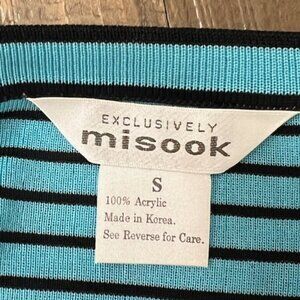 EXCLUSIVELY
misook
S
100% Acrylic
Made in Korea.
See Reverse for Care.